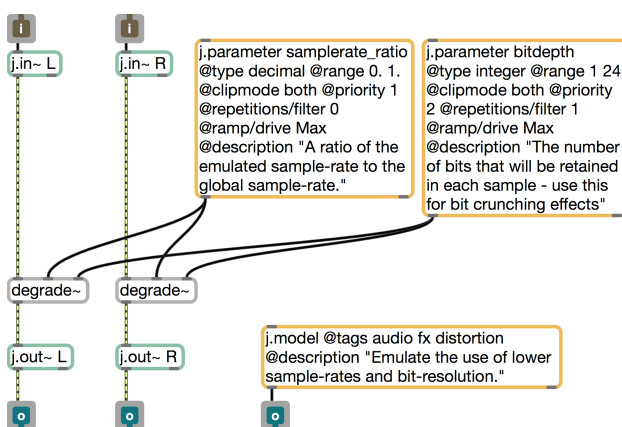 i
i
j.in~ L
j.in~ R
j.parameter samplerate_ratio
@type decimal @range 0. 1.
@clipmode both @priority 1
@repetitions/filter 0
@ramp/drive Max
@description "A ratio of the
emulated sample-rate to the
global sample-rate."
j.parameter bitdepth
@type integer @range 1 24
@clipmode both @priority
2 @repetitions/filter 1
@ramp/drive Max
@description "The number
of bits that will be retained
in each sample - use this
for bit crunching effects"
degrade~
degrade~
j.out~ L
j.out~ R
j.model @tags audio fx distortion
@description "Emulate the use of lower
sample-rates and bit-resolution."
o
o
o